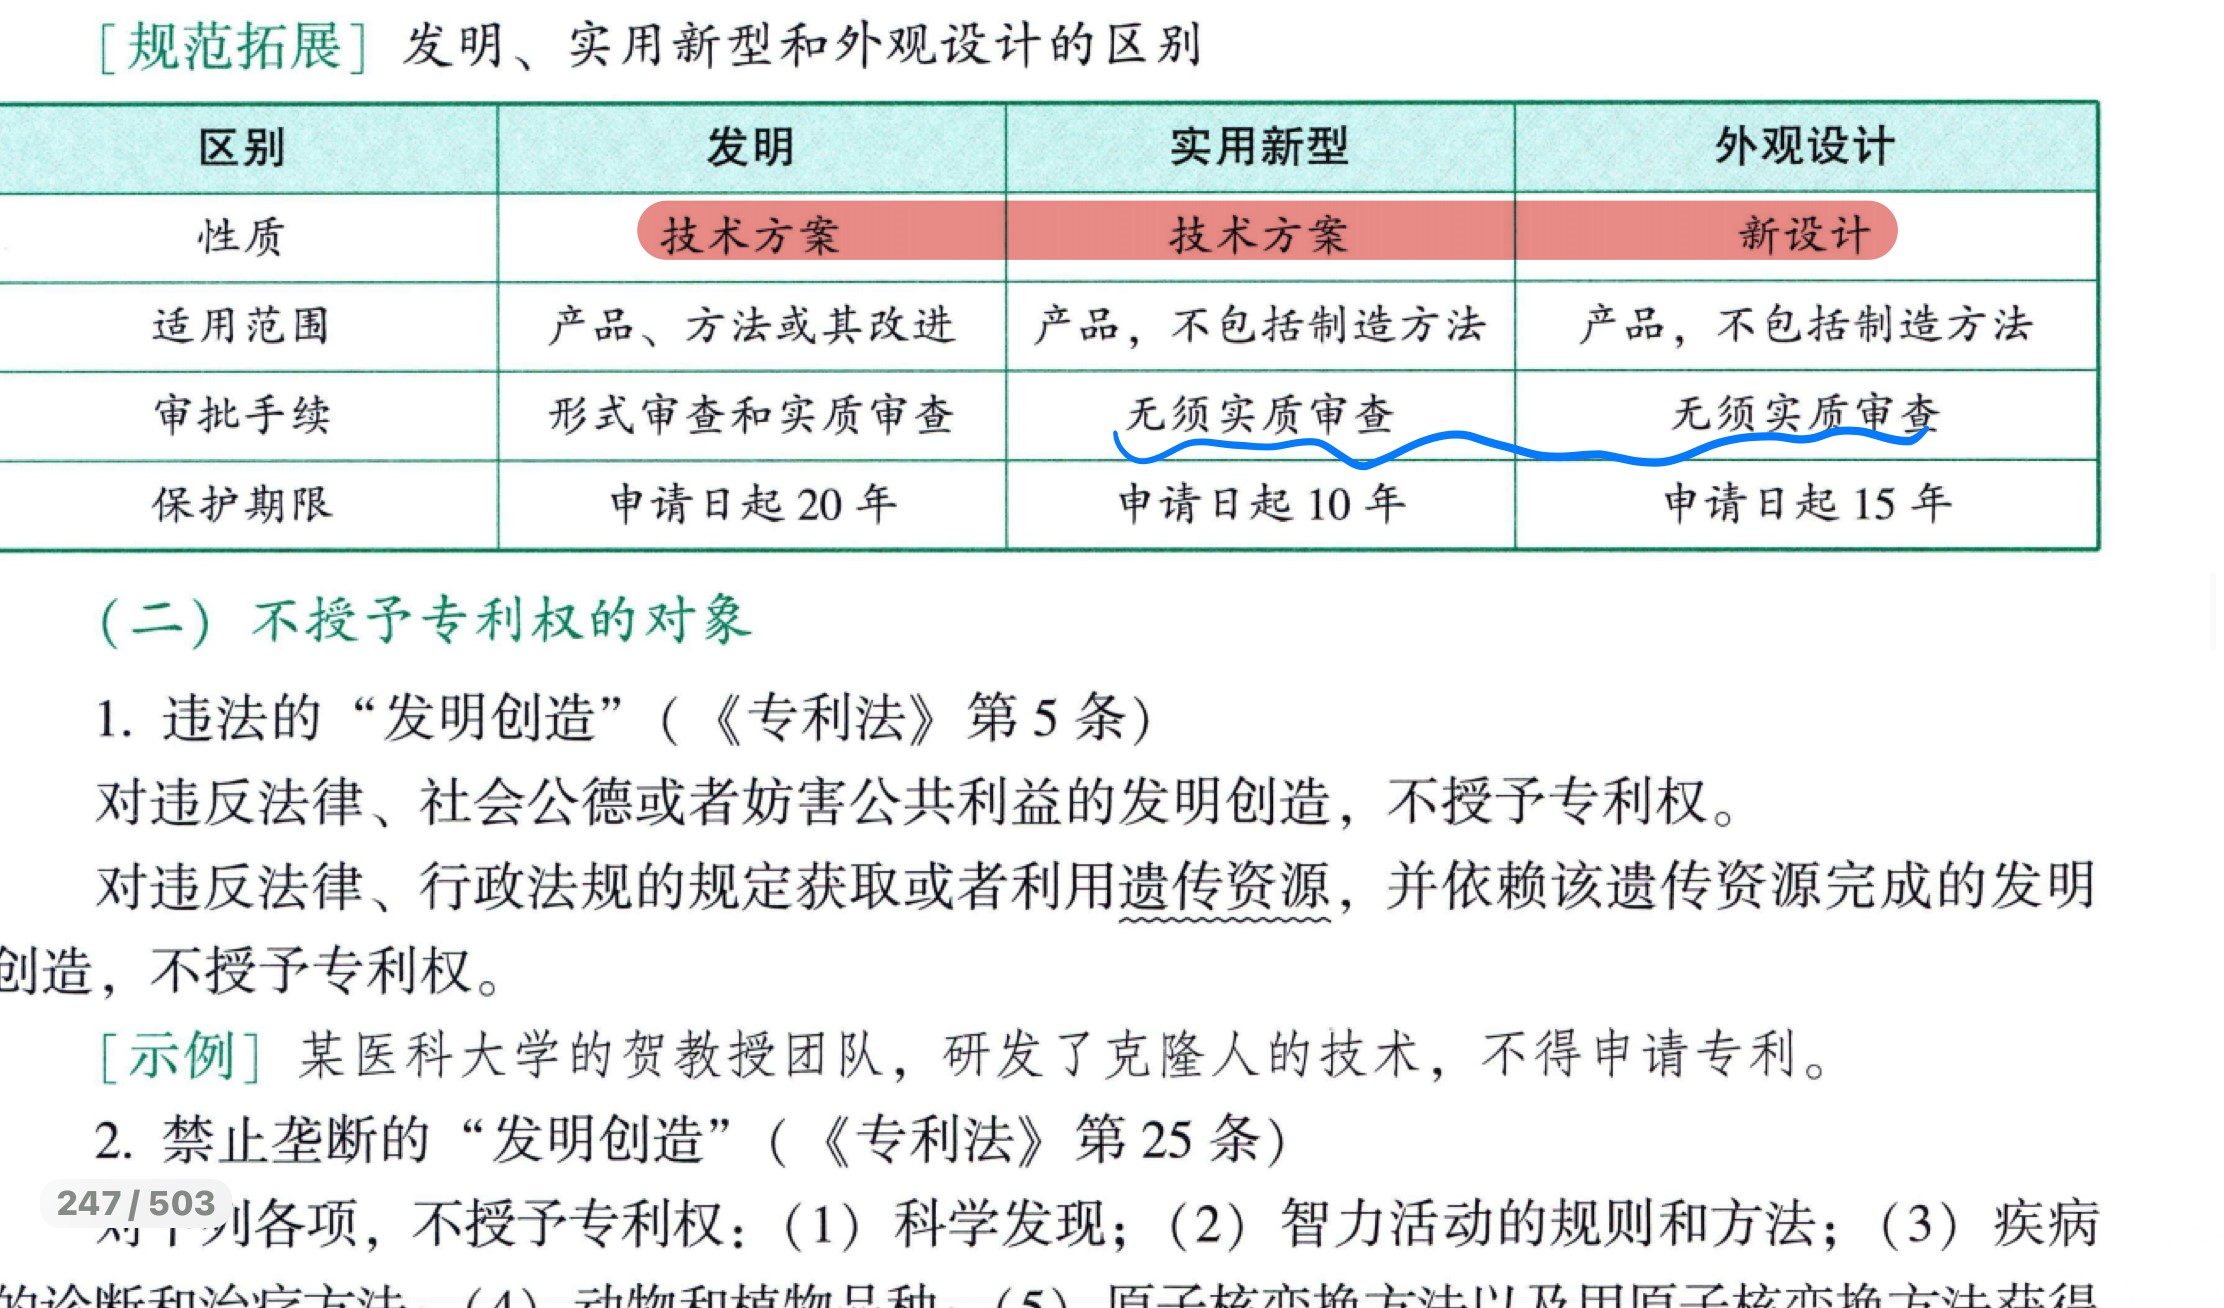 [规范拓展] 发明、实用新型和外观设计的区别
区别 发明 实用新型 外观设计
性质 技术方案 技术方案 新设计
适用范围 产品、方法或其改进 产品，不包括制造方法 产品，不包括制造方法
审批手续 形式审查和实质审查 无须实质审查 无须实质审查
保护期限 申请日起 20 年 申请日起 10 年 申请日起 15 年
（二）不授予专利权的对象
1. 违法的“发明创造”（《专利法》第 5 条）
对违反法律、社会公德或者妨害公共利益的发明创造，不授予专利权。
对违反法律、行政法规的规定获取或者利用遗传资源，并依赖该遗传资源完成的发明
创造，不授予专利权。
[示例] 某医科大学的贺教授团队，研发了克隆人的技术，不得申请专利。
2. 禁止垄断的“发明创造”（《专利法》第 25 条）
247 / 503
对下列各项，不授予专利权：（1）科学发现；（2）智力活动的规则和方法；（3）疾病
的诊断和治疗方法；（4）动物和植物品种；（5）原子核变换方法以及用原子核变换方法获得